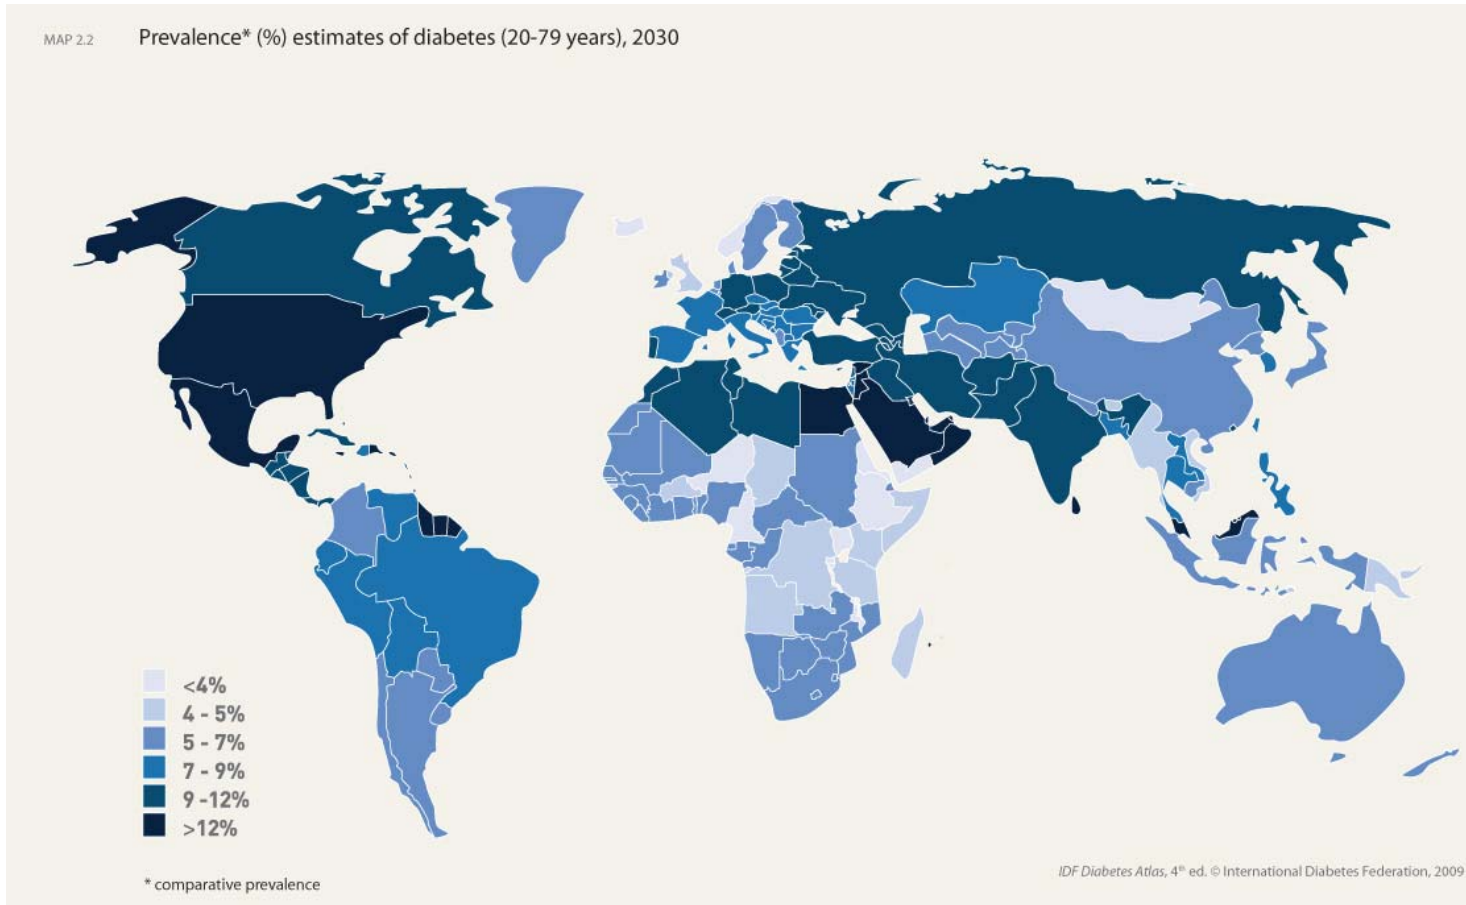 MAP 2.2 Prevalence* (%) estimates of diabetes (20-79 years), 2030
<4%
4 - 5%
5 - 7%
7 - 9%
9 -12%
>12%
IDF Diabetes Atlas, 4th ed. © International Diabetes Federation, 2009
* comparative prevalence